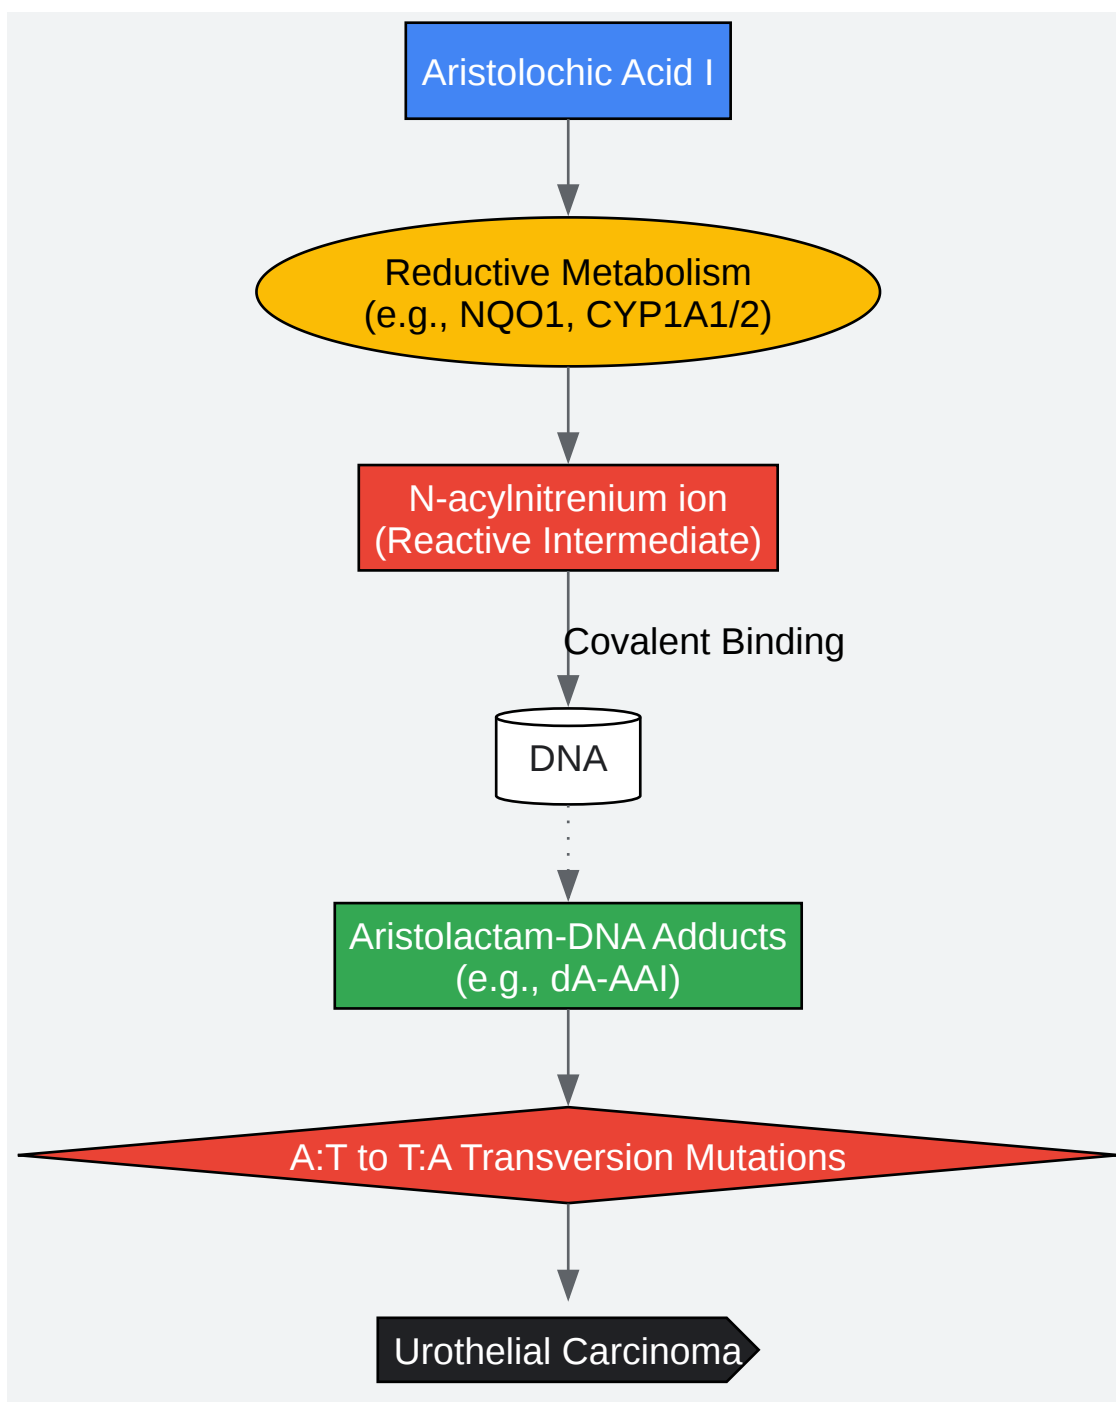 Aristolochic Acid I
Reductive Metabolism
(e.g., NQO1, CYP1A1/2)
N-acylnitrenium ion
(Reactive Intermediate)
Covalent Binding
DNA
Aristolactam-DNA Adducts
(e.g., dA-AAI)
A:T to T:A Transversion Mutations
Urothelial Carcinoma